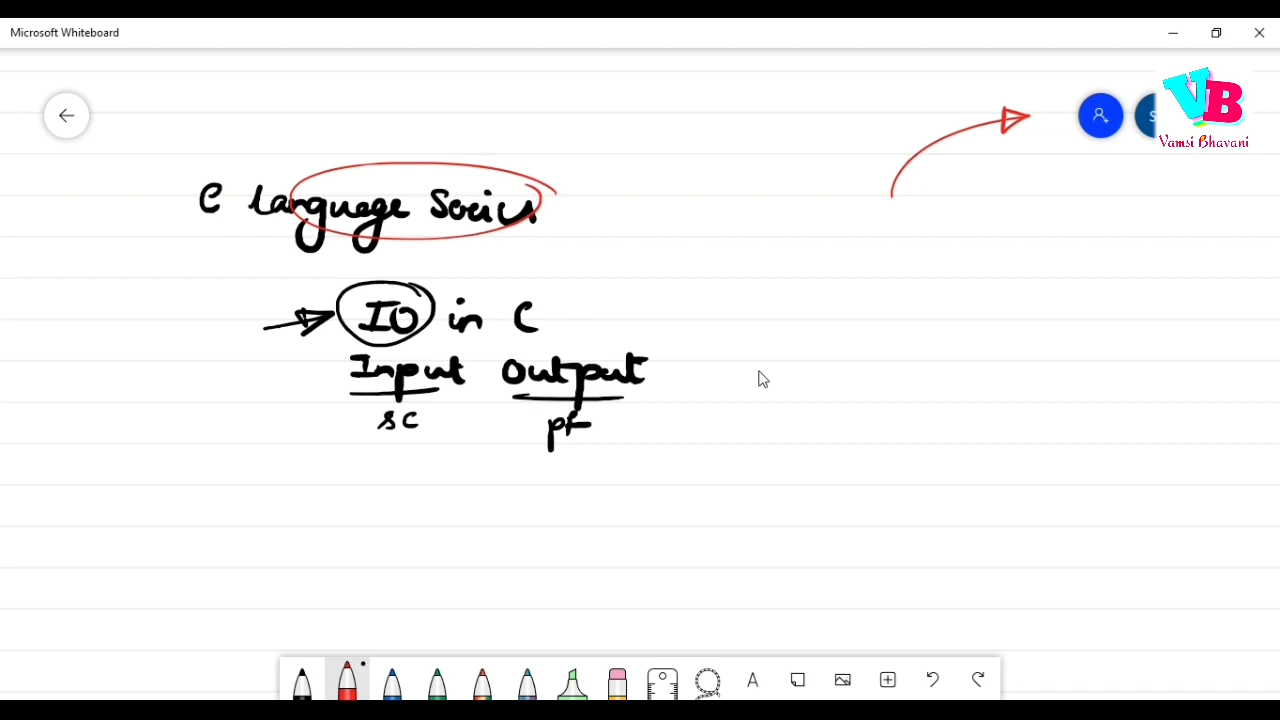 Microsoft Whiteboard
VB
Vamsi Bhavani
S
C language Series
IO in C
Input Output
sc pf
A